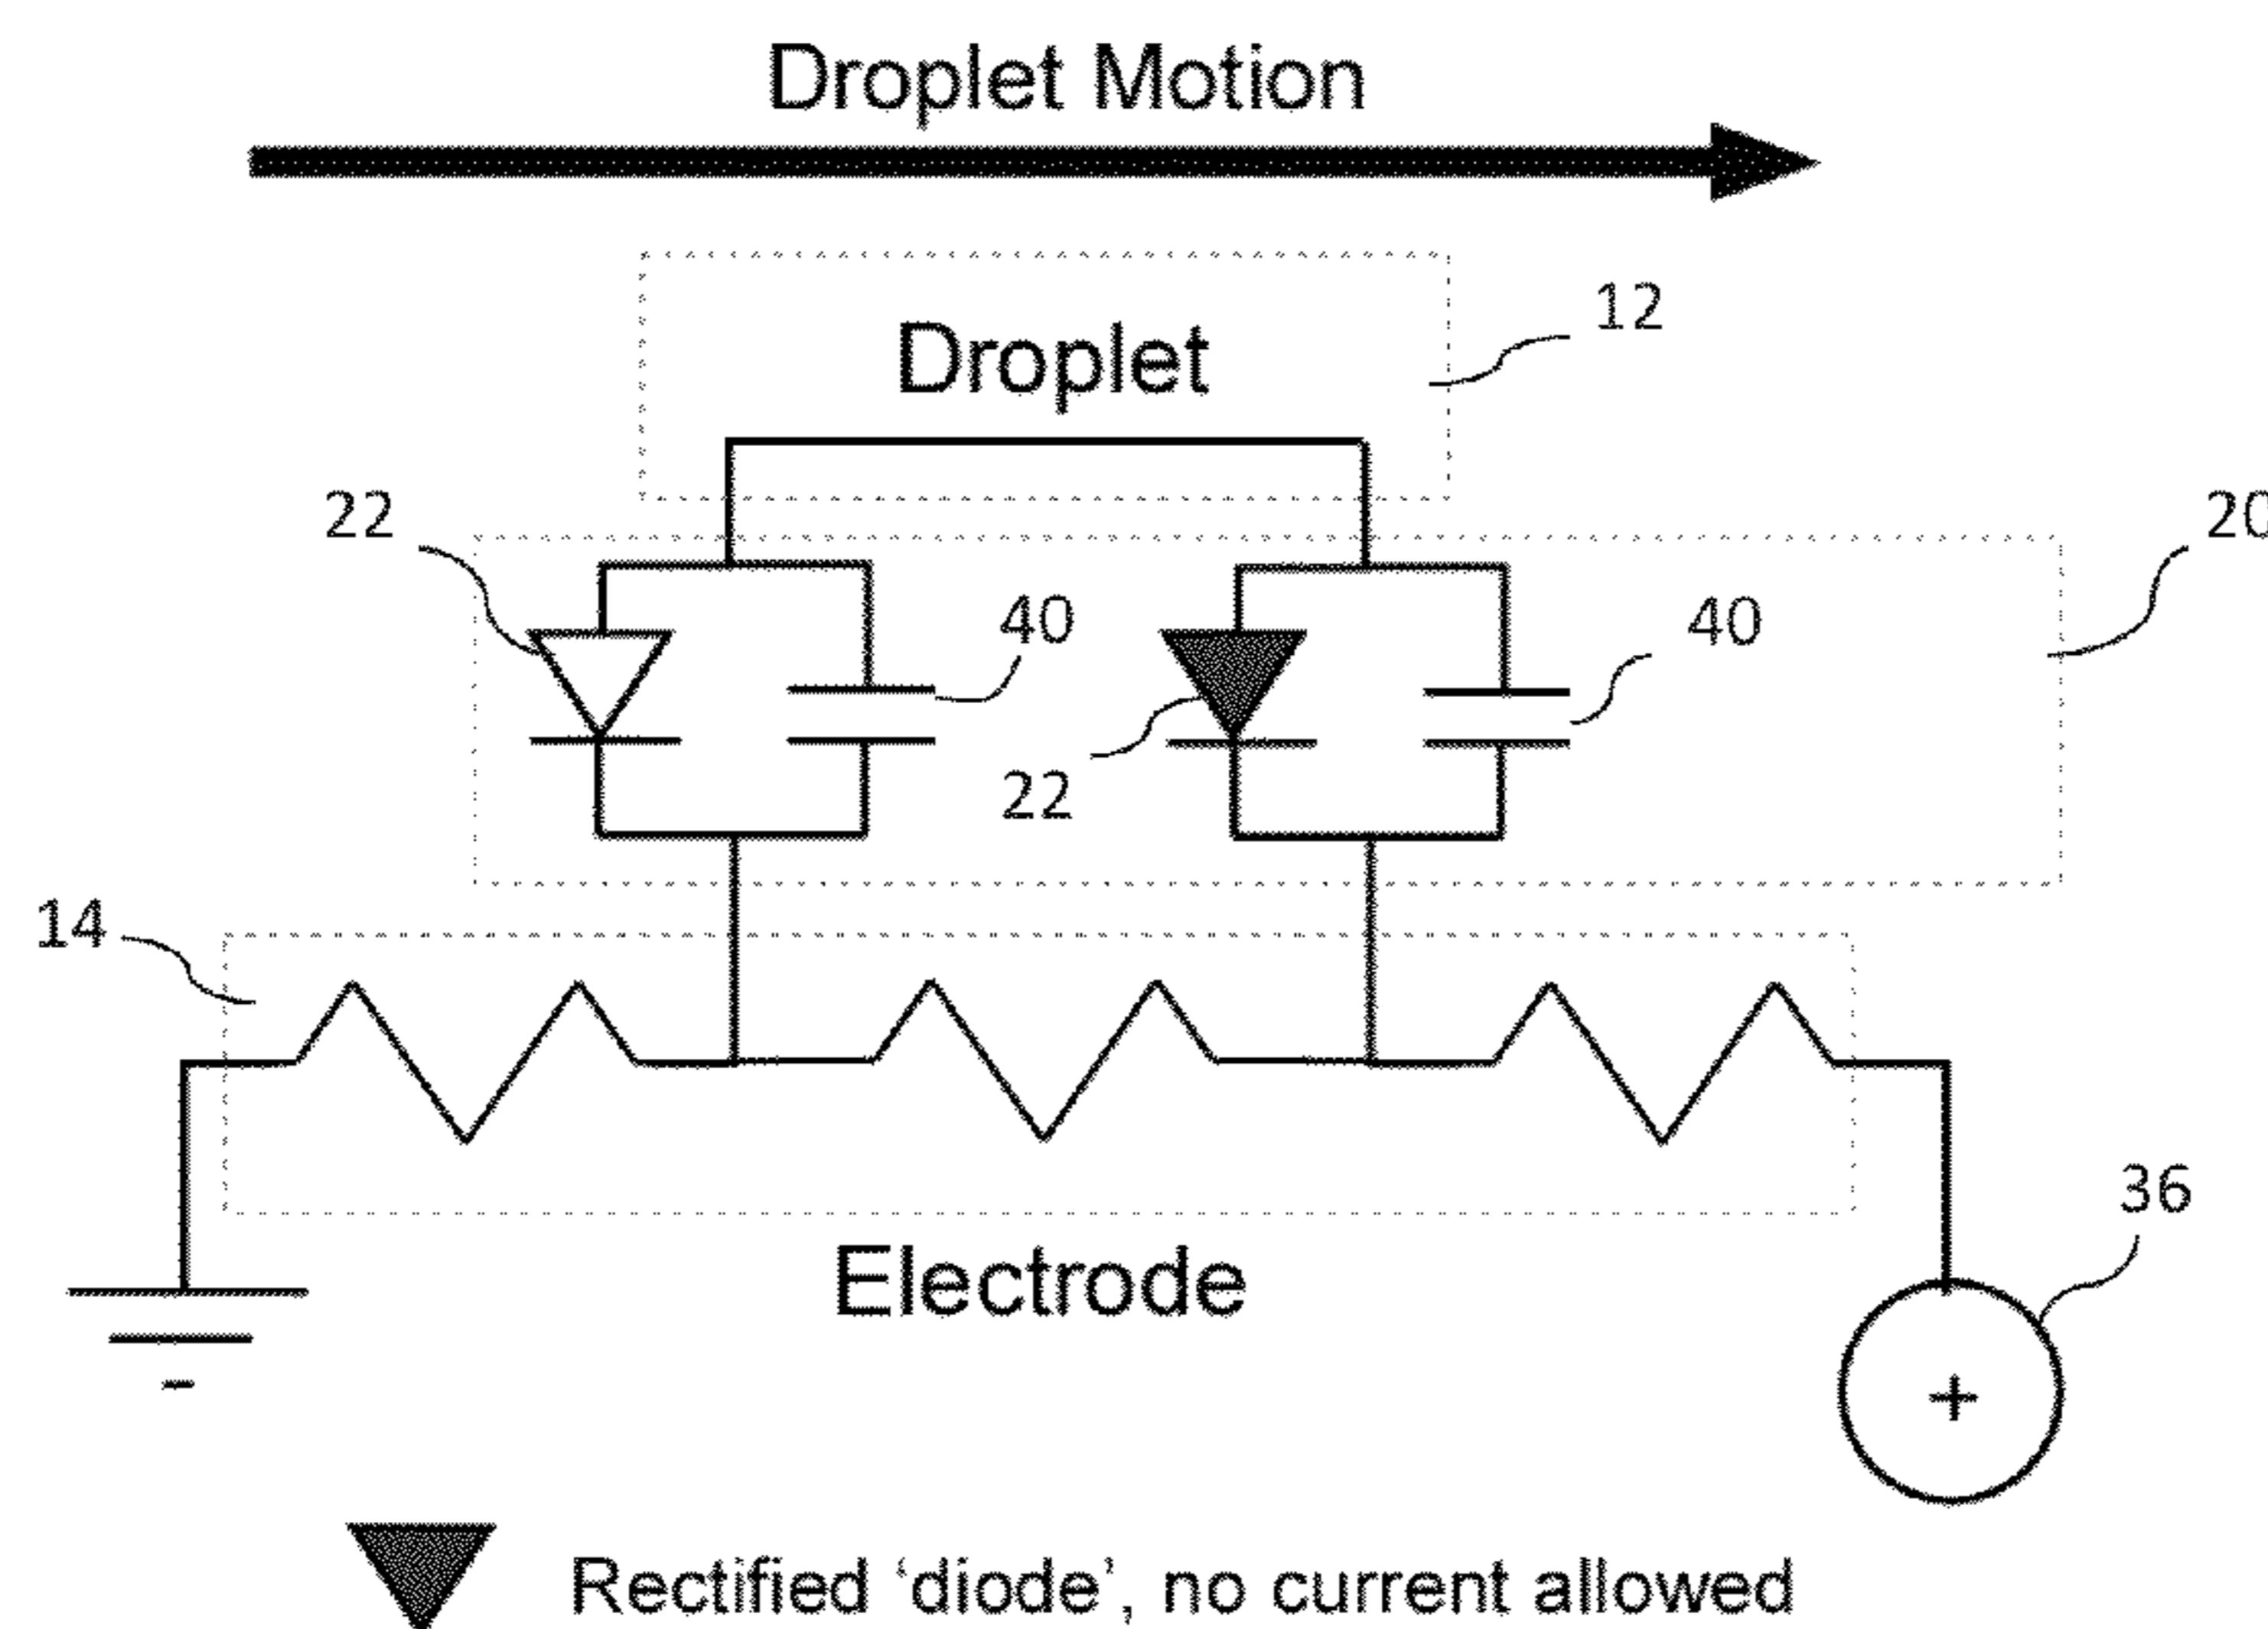 Droplet Motion
Droplet
12
22
20
40
40
22
14
Electrode
36
-
+
Rectified 'diode', no current allowed